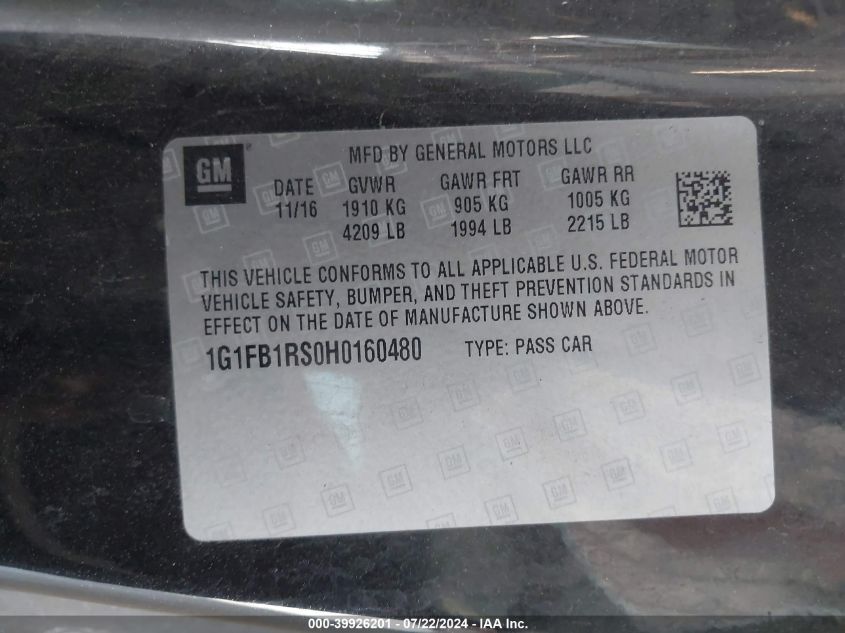 GM
MFD BY GENERAL MOTORS LLC
DATE GVWR GAWR FRT GAWR RR
11/16 1910 KG 905 KG 1005 KG
4209 LB 1994 LB 2215 LB
THIS VEHICLE CONFORMS TO ALL APPLICABLE U.S. FEDERAL MOTOR
VEHICLE SAFETY, BUMPER, AND THEFT PREVENTION STANDARDS IN
EFFECT ON THE DATE OF MANUFACTURE SHOWN ABOVE.
1G1FB1RS0H0160480 TYPE: PASS CAR
000-39926201 - 07/22/2024 - IAA Inc.